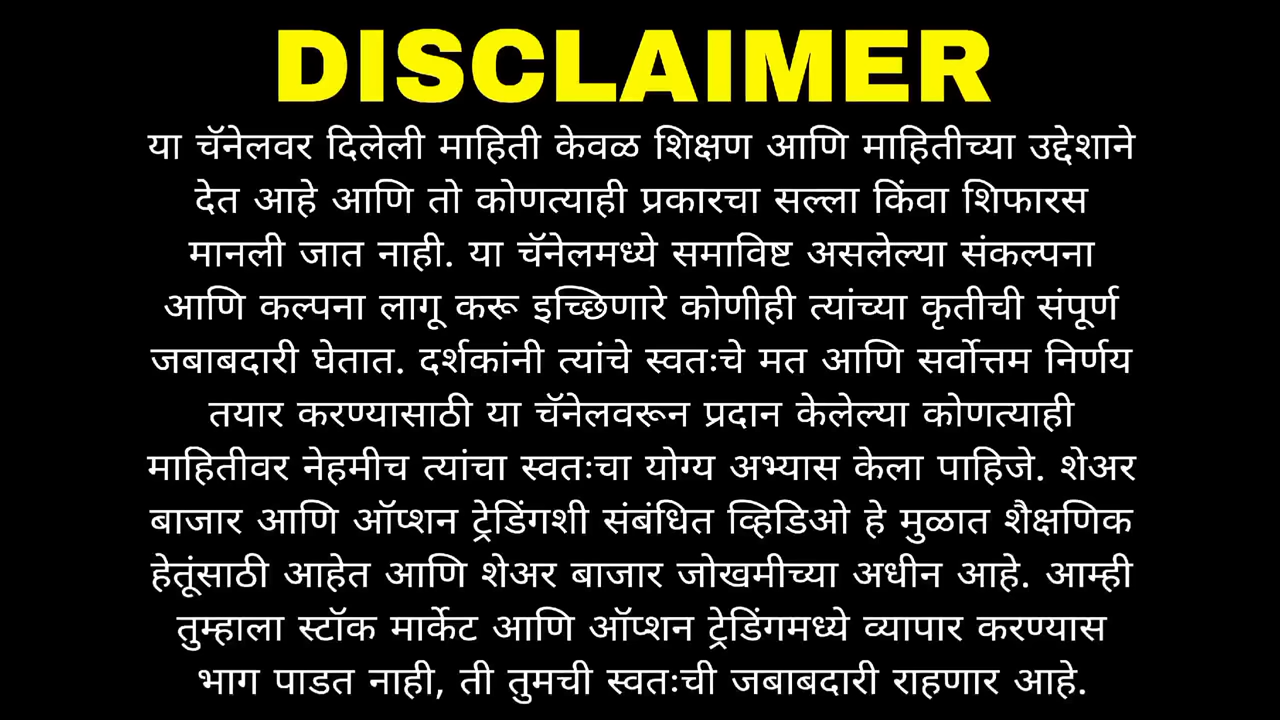 DISCLAIMER
या चॅनेलवर दिलेली माहिती केवळ शिक्षण आणि माहितीच्या उद्देशाने
देत आहे आणि तो कोणत्याही प्रकारचा सल्ला किंवा शिफारस
मानली जात नाही. या चॅनेलमध्ये समाविष्ट असलेल्या संकल्पना
आणि कल्पना लागू करू इच्छिणारे कोणीही त्यांच्या कृतीची संपूर्ण
जबाबदारी घेतात. दर्शकांनी त्यांचे स्वतःचे मत आणि सर्वोत्तम निर्णय
तयार करण्यासाठी या चॅनेलवरून प्रदान केलेल्या कोणत्याही
माहितीवर नेहमीच त्यांचा स्वतःचा योग्य अभ्यास केला पाहिजे. शेअर
बाजार आणि ऑप्शन ट्रेडिंगशी संबंधित व्हिडिओ हे मुळात शैक्षणिक
हेतूंसाठी आहेत आणि शेअर बाजार जोखमीच्या अधीन आहे. आम्ही
तुम्हाला स्टॉक मार्केट आणि ऑप्शन ट्रेडिंगमध्ये व्यापार करण्यास
भाग पाडत नाही, ती तुमची स्वतःची जबाबदारी राहणार आहे.